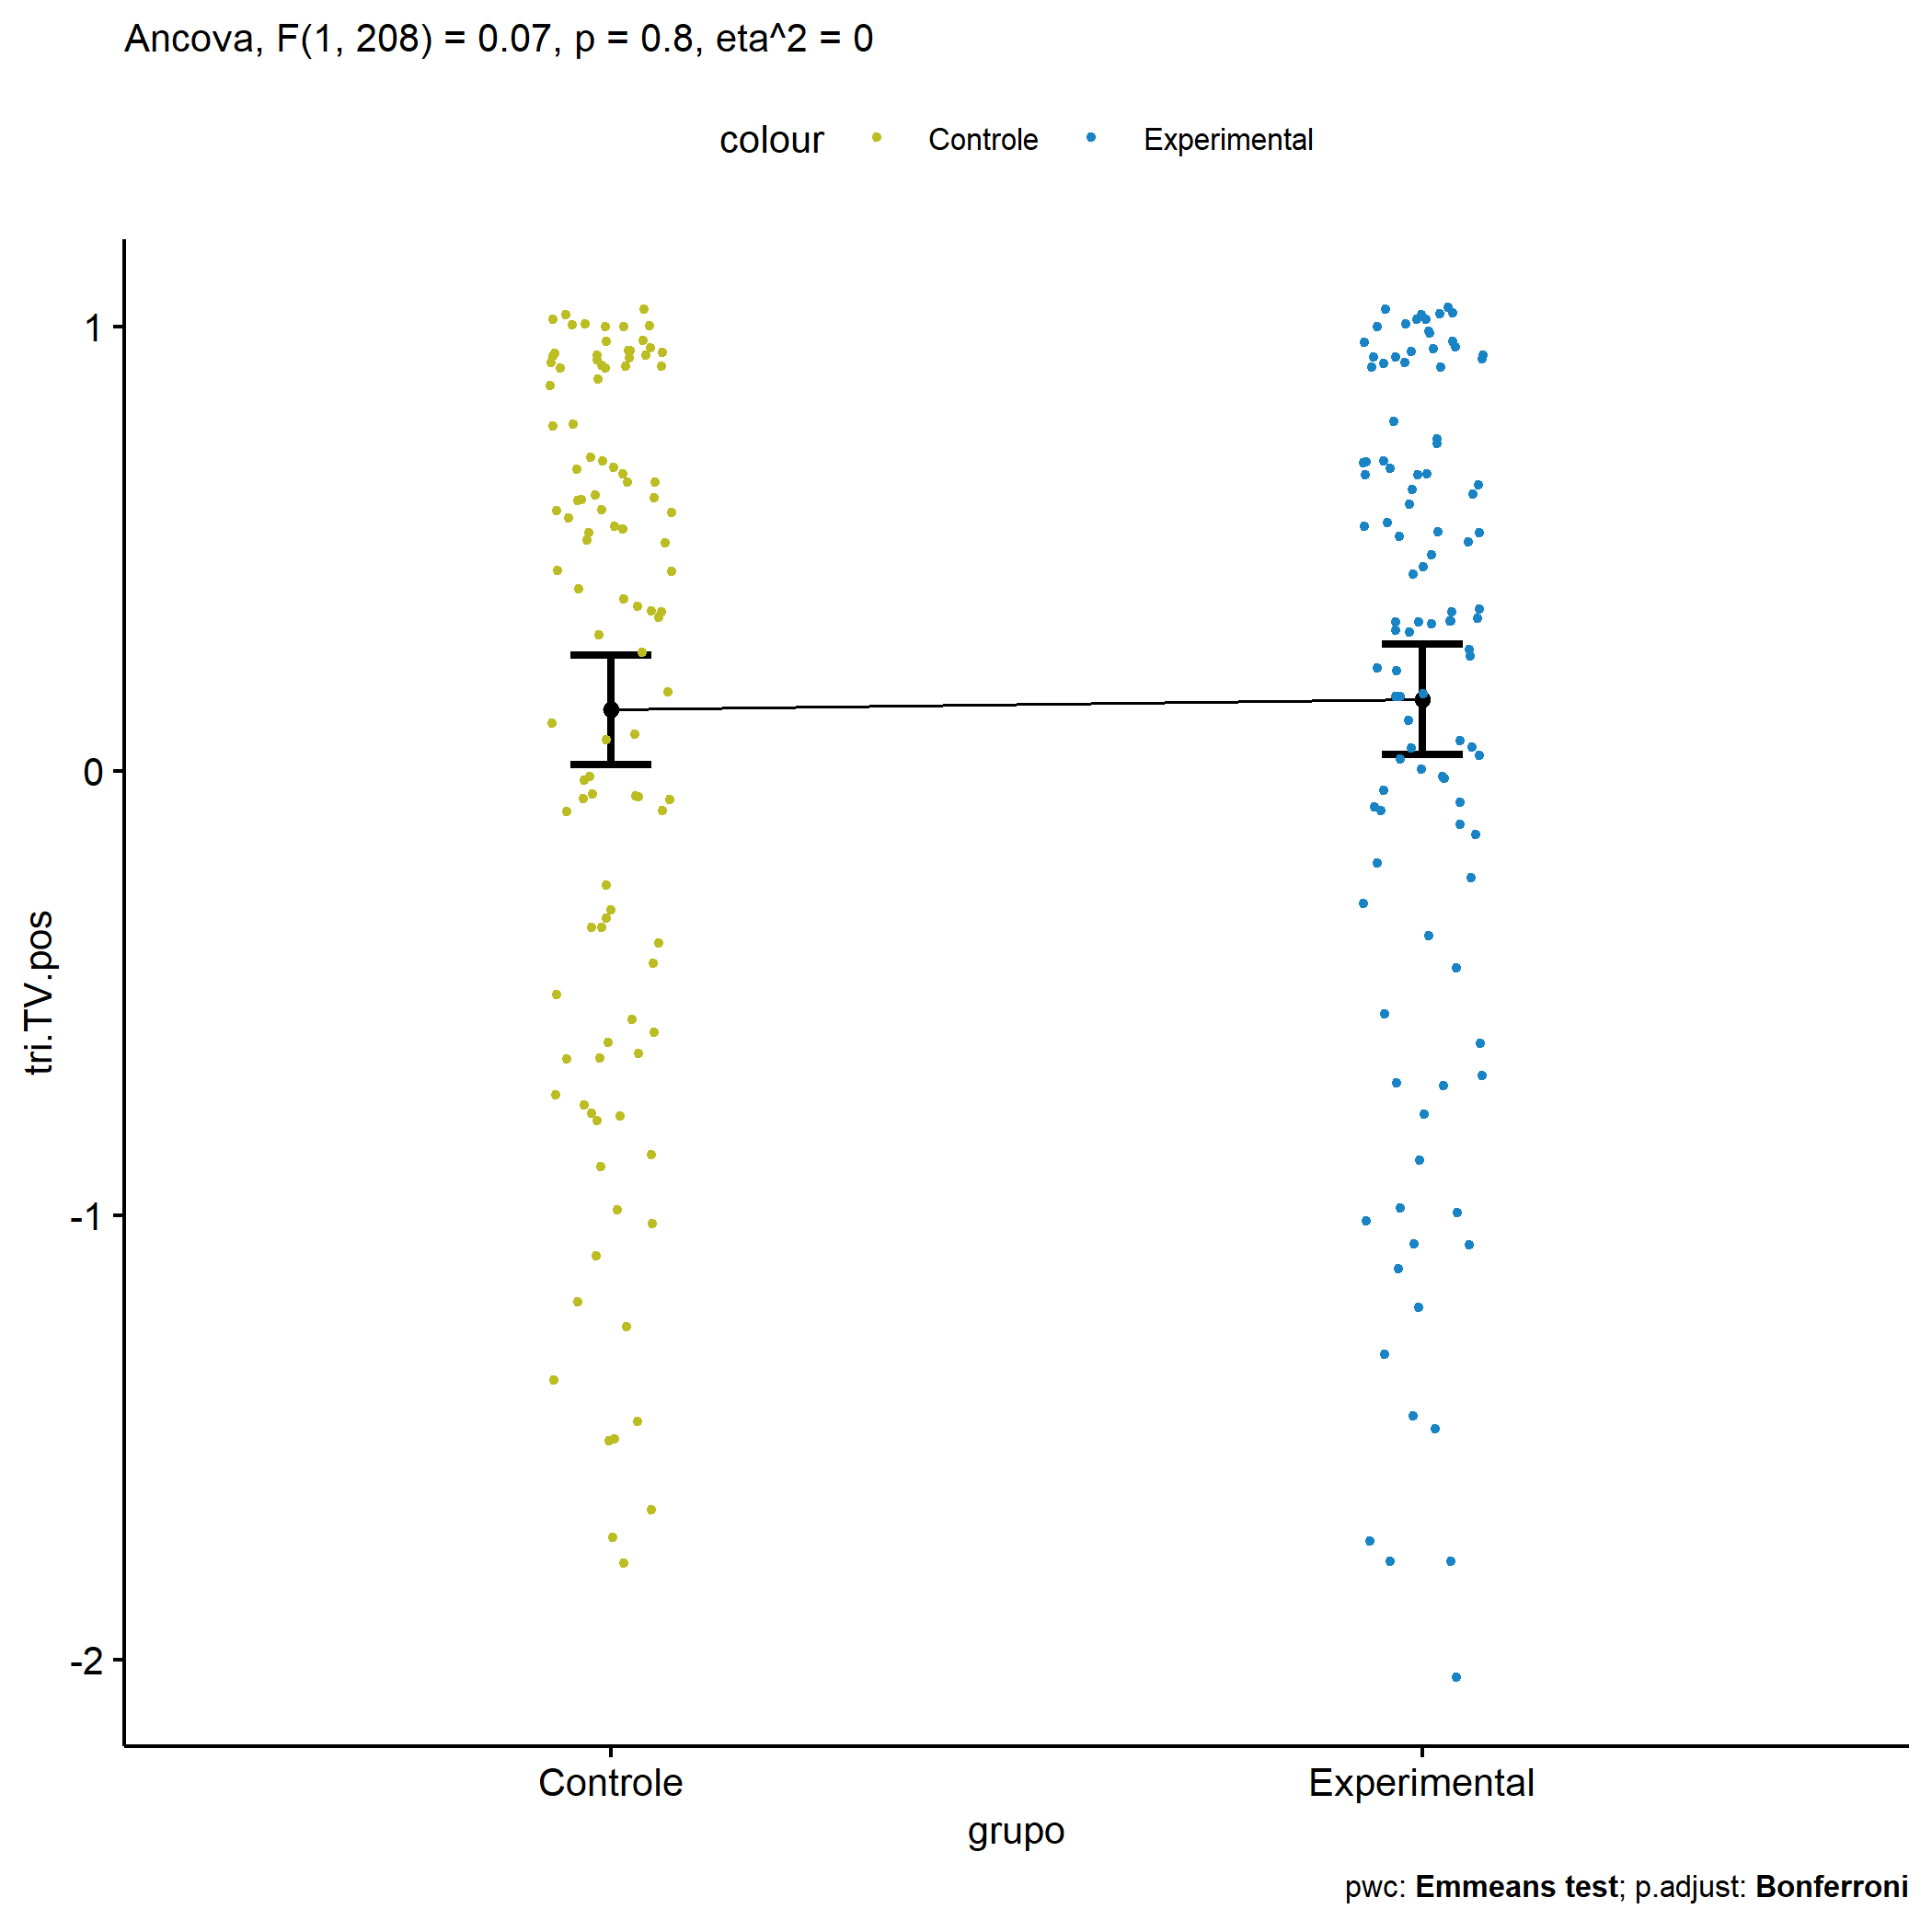 Ancova, F(1, 208) = 0.07, p = 0.8, eta^2 = 0
colour Controle Experimental
1
0
-1
-2
tri.TV.pos
Controle Experimental
grupo
pwc: Emmeans test; p.adjust: Bonferroni